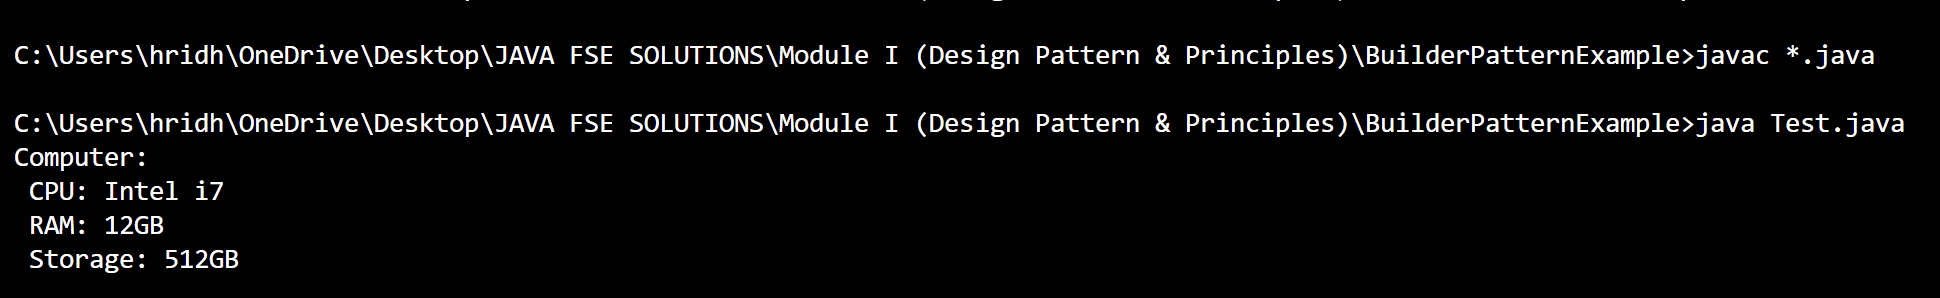 C:\Users\hridh\OneDrive\Desktop\JAVA FSE SOLUTIONS\Module I (Design Pattern & Principles)\BuilderPatternExample>javac *.java
C:\Users\hridh\OneDrive\Desktop\JAVA FSE SOLUTIONS\Module I (Design Pattern & Principles)\BuilderPatternExample>java Test.java
Computer:
 CPU: Intel i7
 RAM: 12GB
 Storage: 512GB